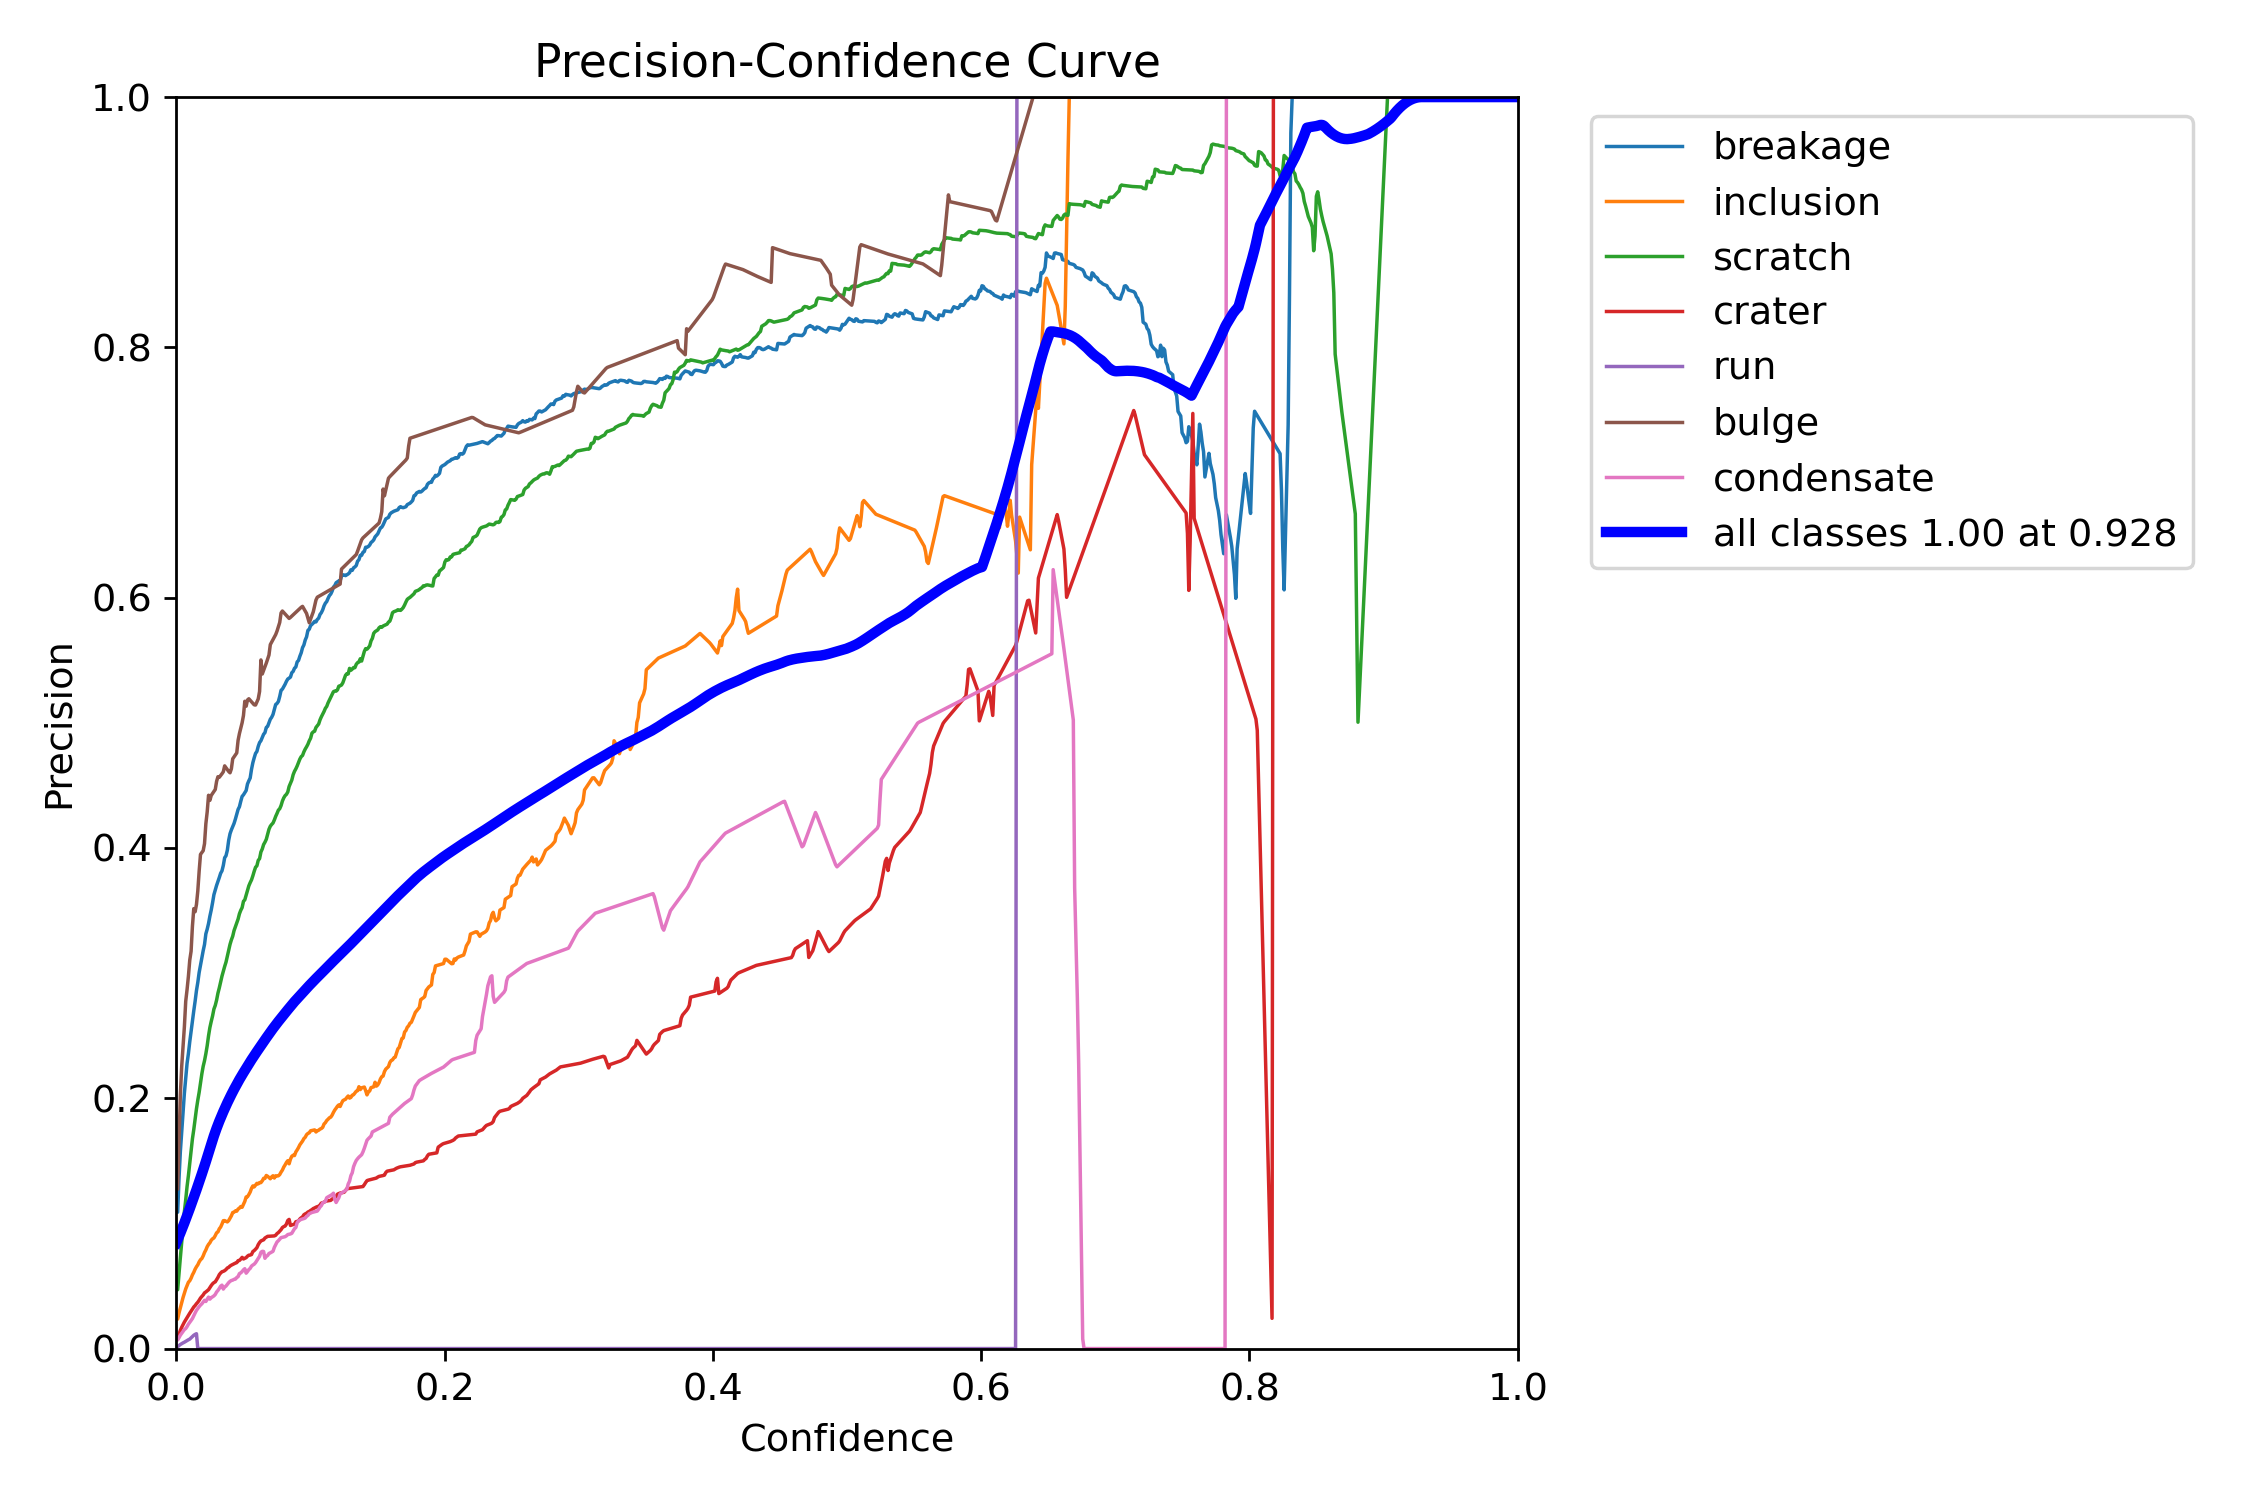 Precision-Confidence Curve
1.0
0.8
0.6
0.4
0.2
0.0
Precision
0.0 0.2 0.4 0.6 0.8 1.0
Confidence
breakage
inclusion
scratch
crater
run
bulge
condensate
all classes 1.00 at 0.928